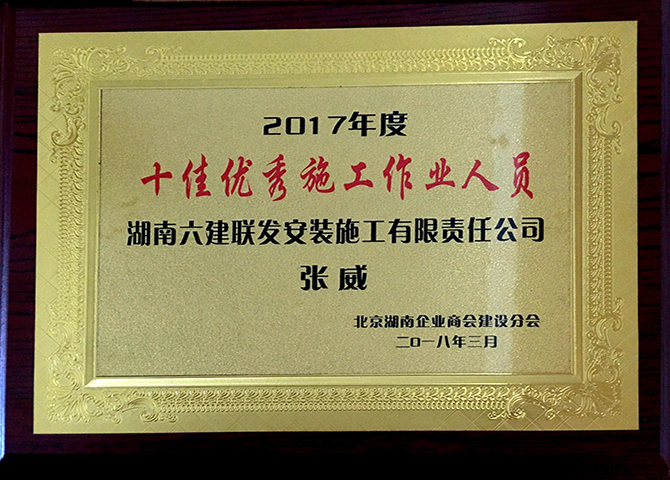 2017年度
十佳优秀施工作业人员
湖南六建联发安装施工有限责任公司
张威
北京湖南企业商会建设分会
二〇一八年三月